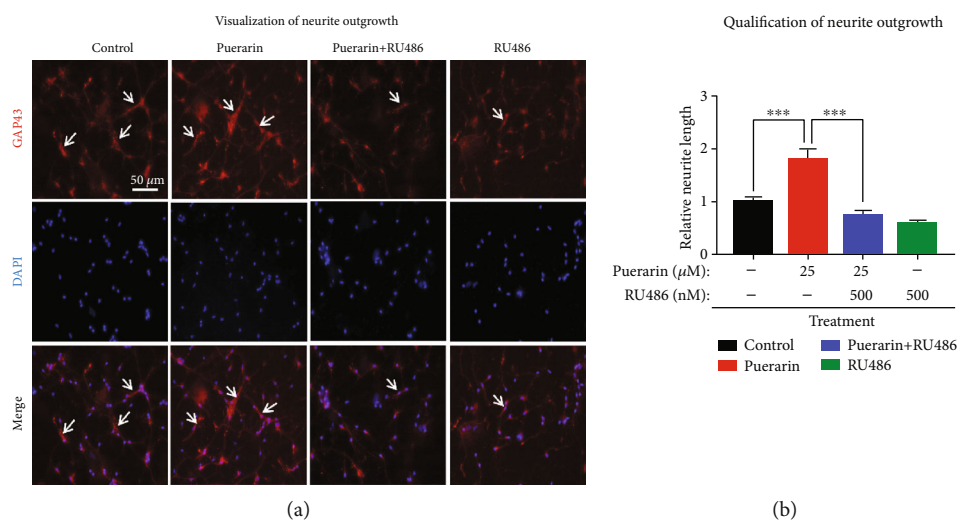 Visualization of neurite outgrowth
Control Puerarin Puerarin+RU486 RU486
GAP43
50 μm
DAPI
Merge
(a)
Qualification of neurite outgrowth
Relative neurite length
3
2
1
0
*** ***
Puerarin (μM): – 25 25 –
RU486 (nM): – – 500 500
Treatment
Control Puerarin+RU486
Puerarin RU486
(b)